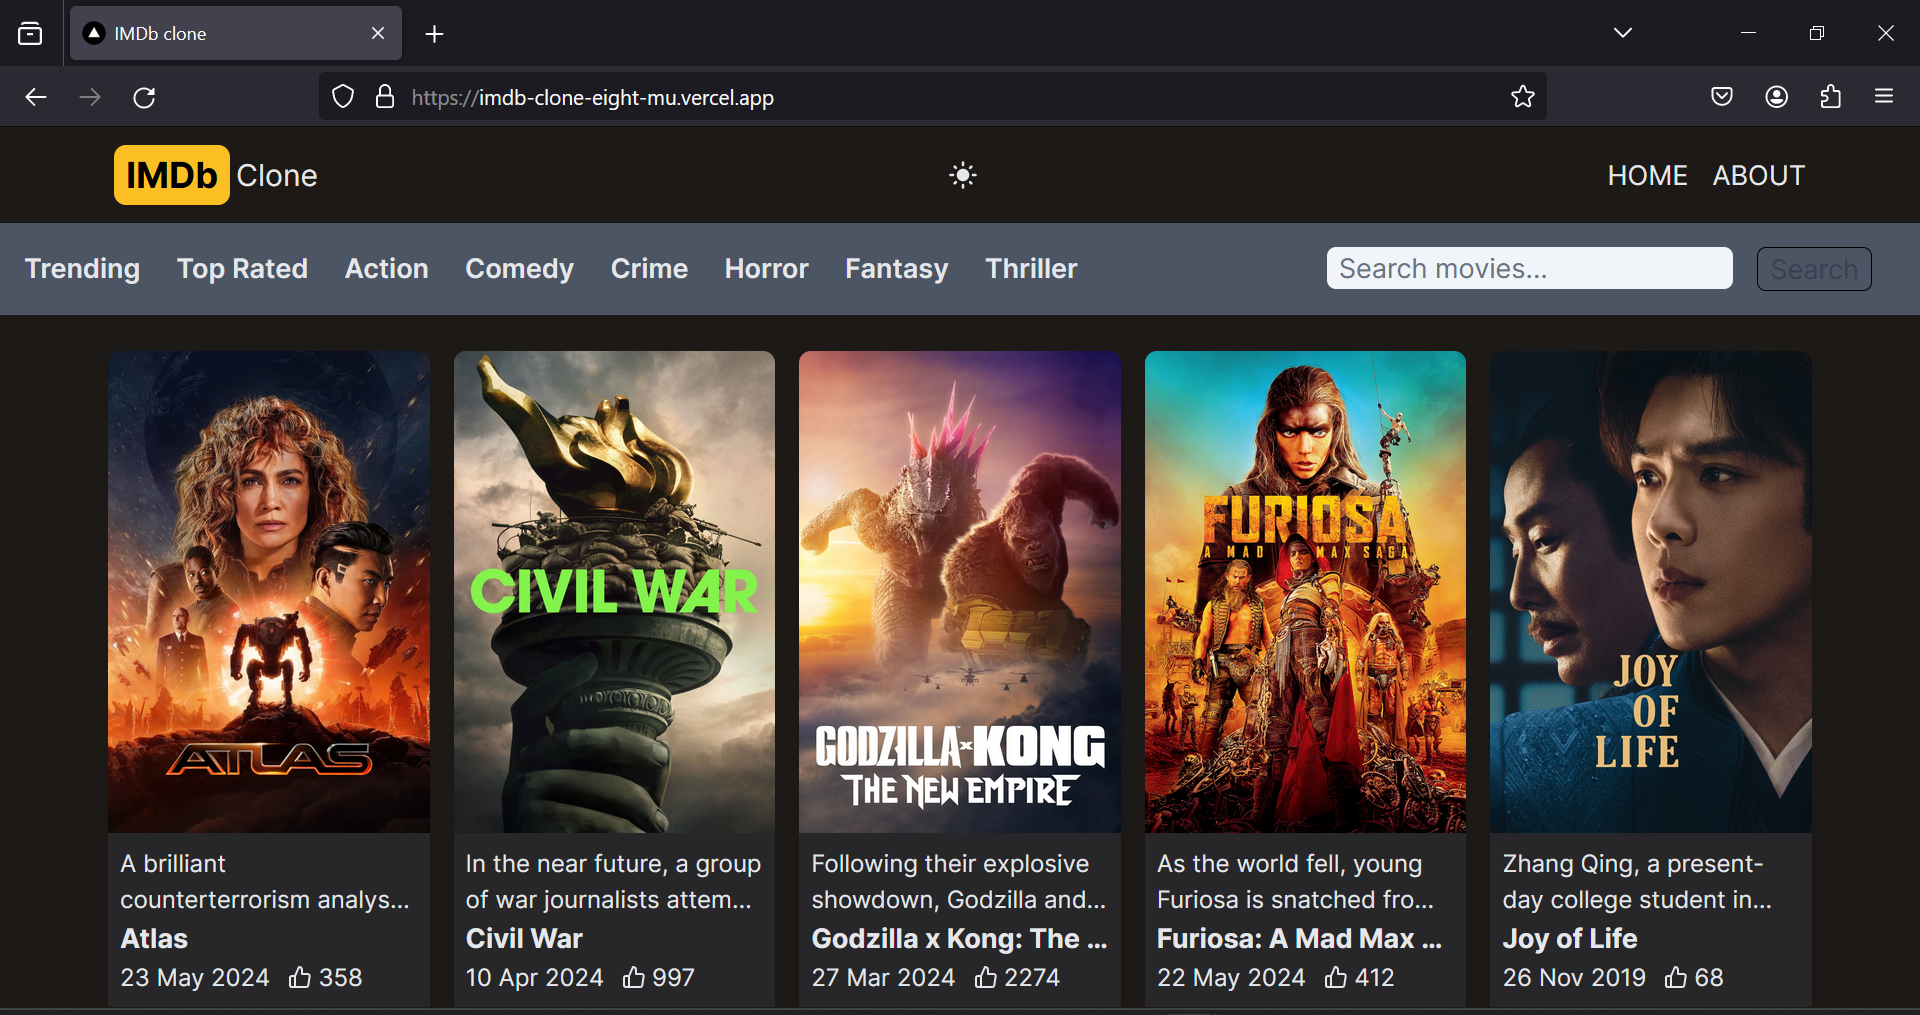 IMDb clone
https://imdb-clone-eight-mu.vercel.app
IMDb Clone
HOME ABOUT
Trending Top Rated Action Comedy Crime Horror Fantasy Thriller
Search movies...
Search
ATLAS
CIVIL WAR
GODZILLA x KONG
THE NEW EMPIRE
FURIOSA
A MAD MAX SAGA
JOY
OF
LIFE
A brilliant
counterterrorism analys...
Atlas
23 May 2024 358
In the near future, a group
of war journalists attem...
Civil War
10 Apr 2024 997
Following their explosive
showdown, Godzilla and...
Godzilla x Kong: The ...
27 Mar 2024 2274
As the world fell, young
Furiosa is snatched fro...
Furiosa: A Mad Max ...
22 May 2024 412
Zhang Qing, a present-
day college student in...
Joy of Life
26 Nov 2019 68